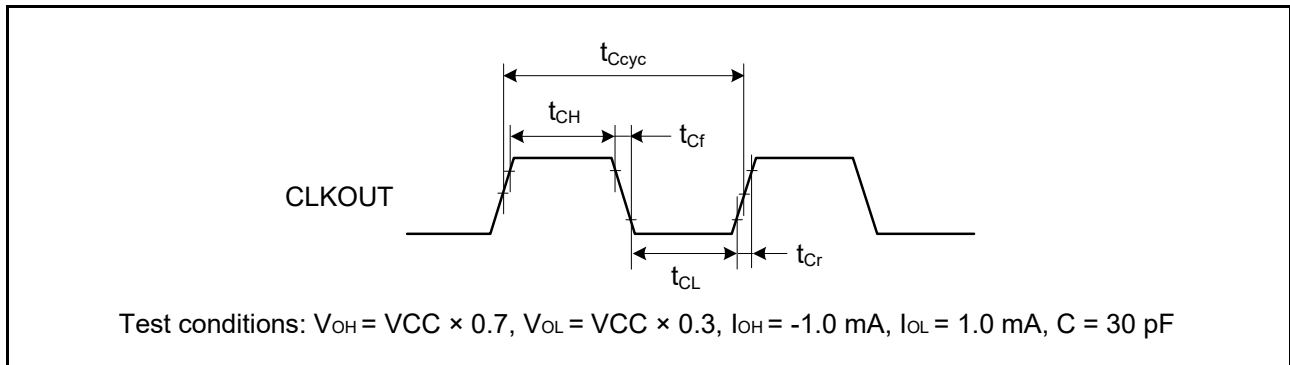 tCcyc
tCH
tCf
CLKOUT
tCr
tCL
Test conditions: VOH = VCC × 0.7, VOL = VCC × 0.3, IOH = -1.0 mA, IOL = 1.0 mA, C = 30 pF